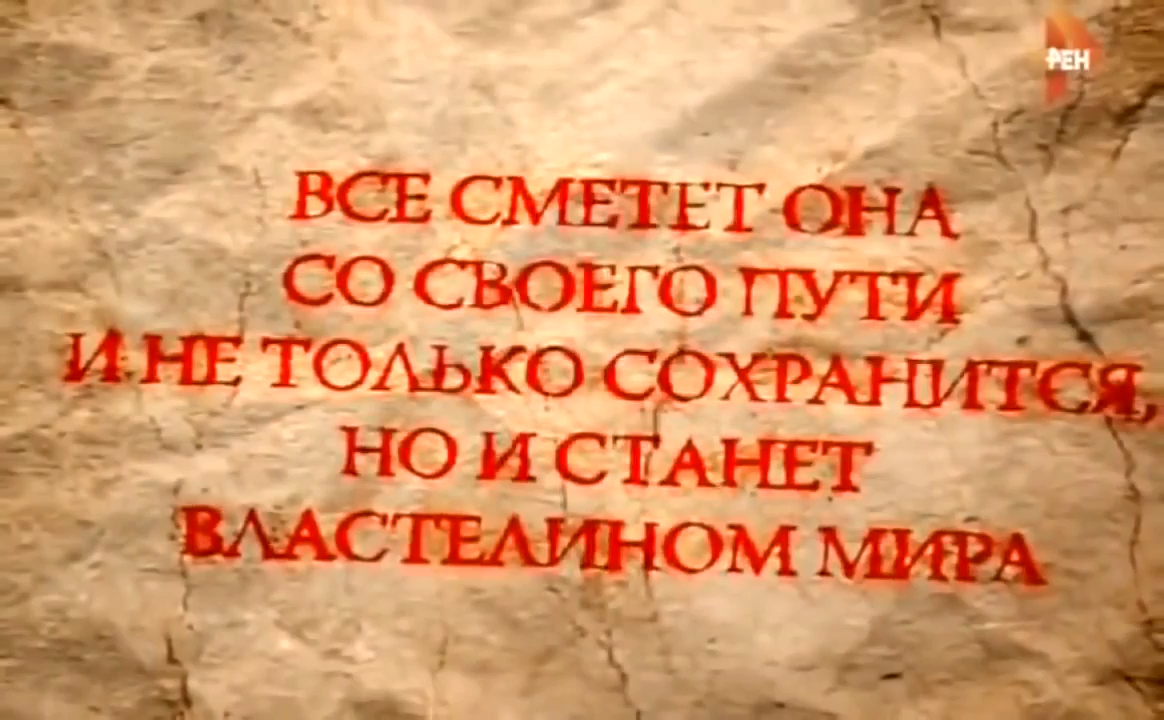 РЕН
ВСЕ СМЕТЕТ ОНА
СО СВОЕГО ПУТИ
И НЕ ТОЛЬКО СОХРАНИТСЯ,
НО И СТАНЕТ
ВЛАСТЕЛИНОМ МИРА